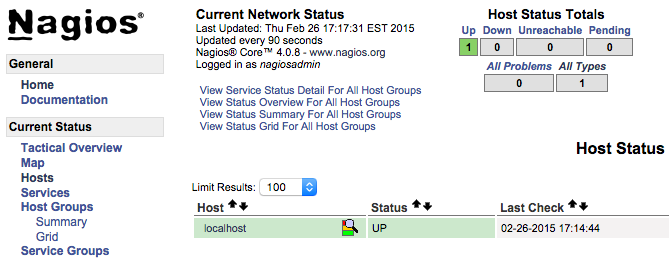 Nagios®
General
Home
Documentation
Current Status
Tactical Overview
Map
Hosts
Services
Host Groups
Summary
Grid
Service Groups
Current Network Status
Last Updated: Thu Feb 26 17:17:31 EST 2015
Updated every 90 seconds
Nagios® Core™ 4.0.8 - www.nagios.org
Logged in as nagiosadmin
View Service Status Detail For All Host Groups
View Status Overview For All Host Groups
View Status Summary For All Host Groups
View Status Grid For All Host Groups
Host Status Totals
Up Down Unreachable Pending
1 0 0 0
All Problems All Types
0 1
Host Status
Limit Results: 100
Host Status Last Check
localhost UP 02-26-2015 17:14:44